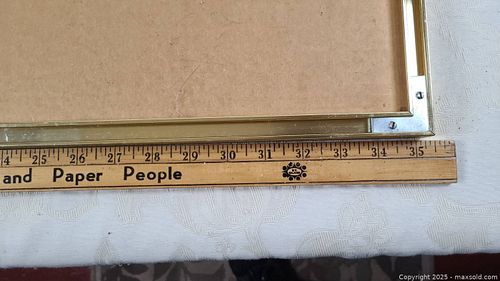 4 25 26 27 28 29 30 31 32 33 34 35
and Paper People
Copyright © 2025 - maxsold.com